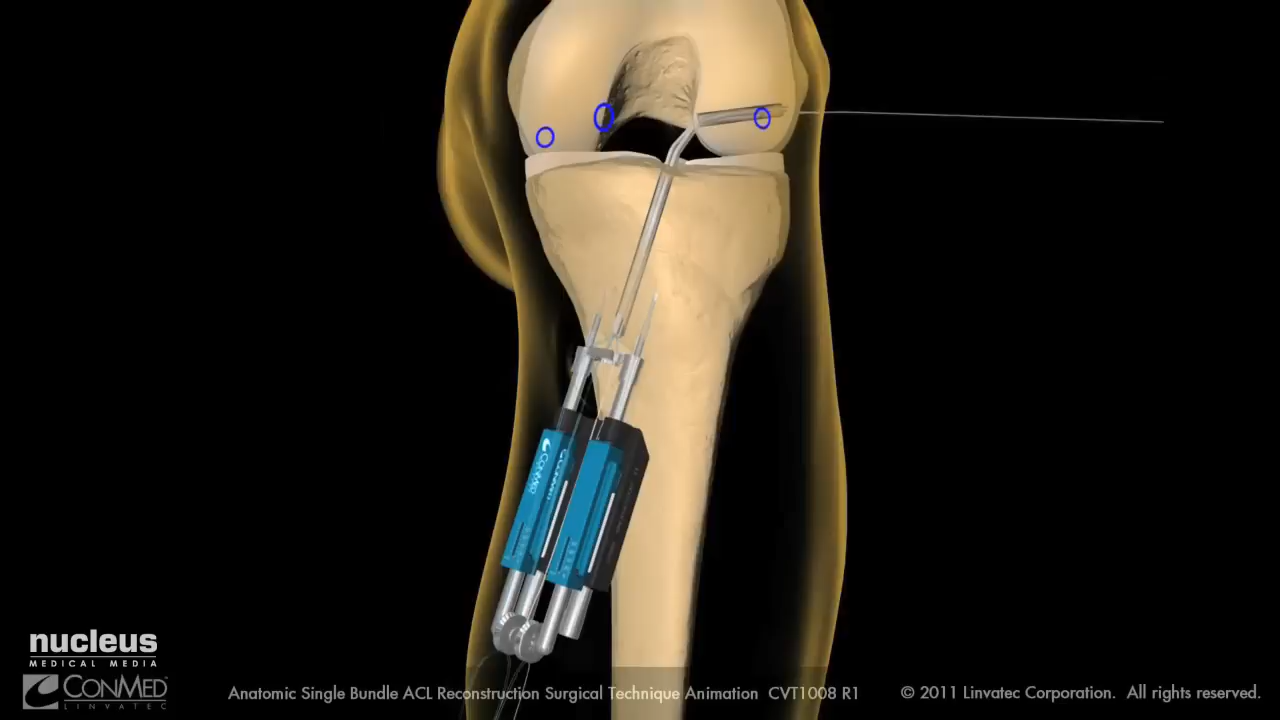 CONMED
nucleus
MEDICAL MEDIA
CONMED
LINVATEC
Anatomic Single Bundle ACL Reconstruction Surgical Technique Animation CVT1008 R1
© 2011 Linvatec Corporation. All rights reserved.